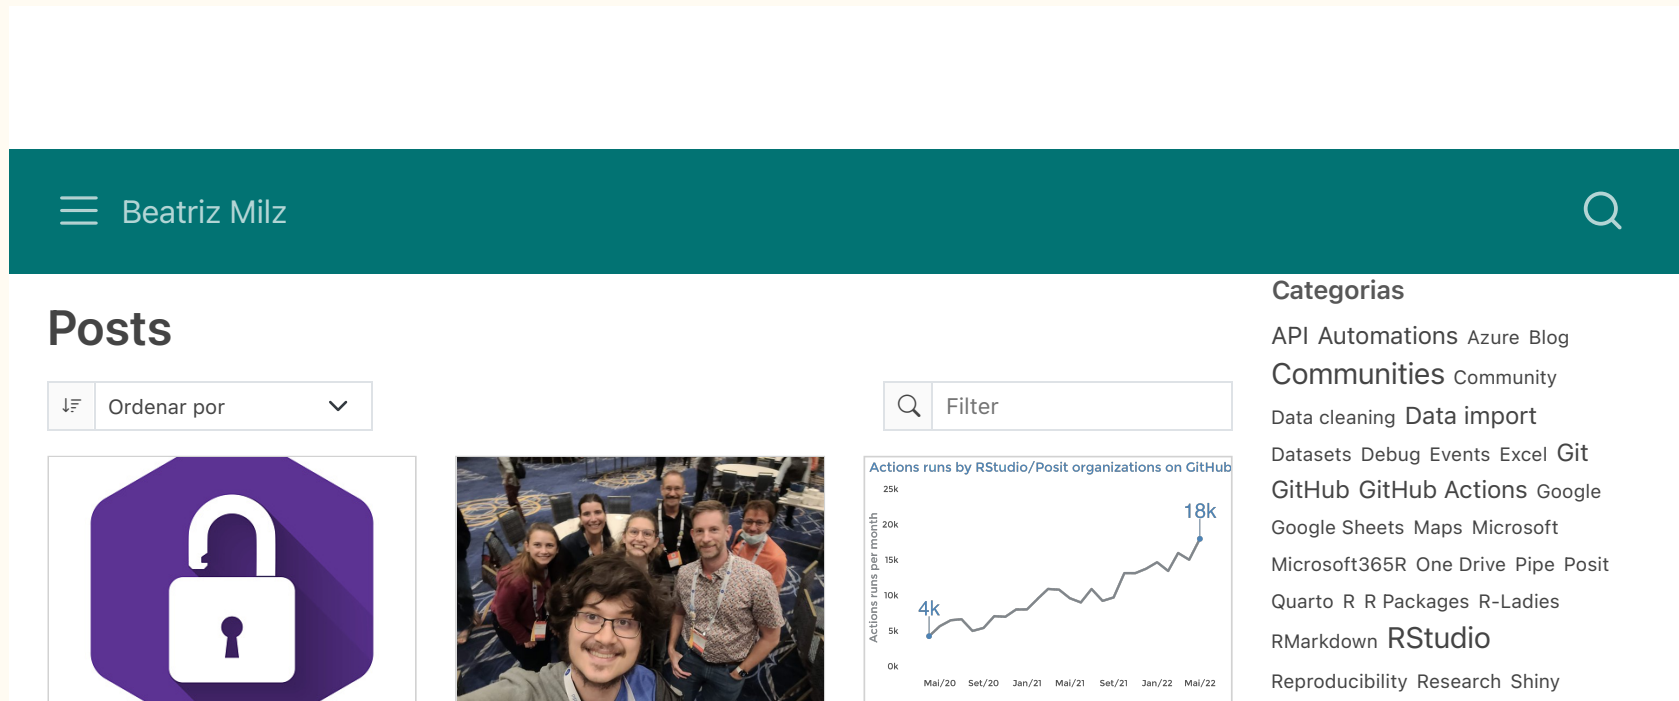 Beatriz Milz
Posts
Ordenar por
Filter
Actions runs by RStudio/Posit organizations on GitHub
Actions runs per month
25k
20k
15k
10k
5k
0k
4k
18k
Mai/20 Set/20 Jan/21 Mai/21 Set/21 Jan/22 Mai/22
Categorias
API Automations Azure Blog
Communities Community
Data cleaning Data import
Datasets Debug Events Excel Git
GitHub GitHub Actions Google
Google Sheets Maps Microsoft
Microsoft365R One Drive Pipe Posit
Quarto R R Packages R-Ladies
RMarkdown RStudio
Reproducibility Research Shiny